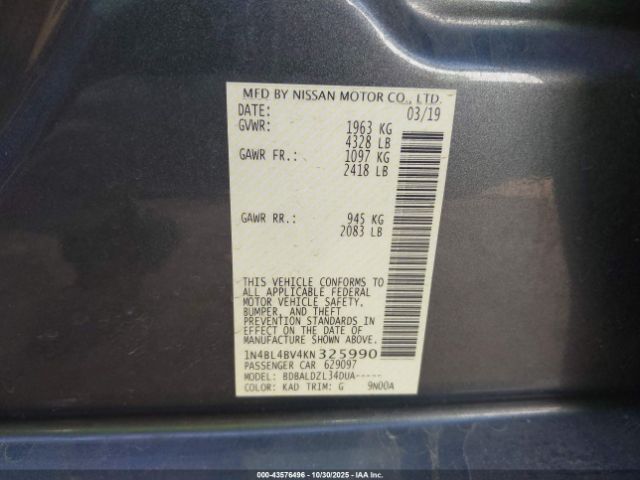 MFD BY NISSAN MOTOR CO., LTD.
DATE: 03/19
GVWR: 1963 KG
4328 LB
GAWR FR.: 1097 KG
2418 LB
GAWR RR.: 945 KG
2083 LB
THIS VEHICLE CONFORMS TO
ALL APPLICABLE FEDERAL
MOTOR VEHICLE SAFETY,
BUMPER, AND THEFT
PREVENTION STANDARDS IN
EFFECT ON THE DATE OF
MANUFACTURE SHOWN ABOVE.
1N4BL4BV4KN325990
PASSENGER CAR 629097
MODEL: BDBALDZL34DUA-----
COLOR: KAD TRIM: G 9N00A
00-43576496 • 10/30/2025 • IAA Inc.